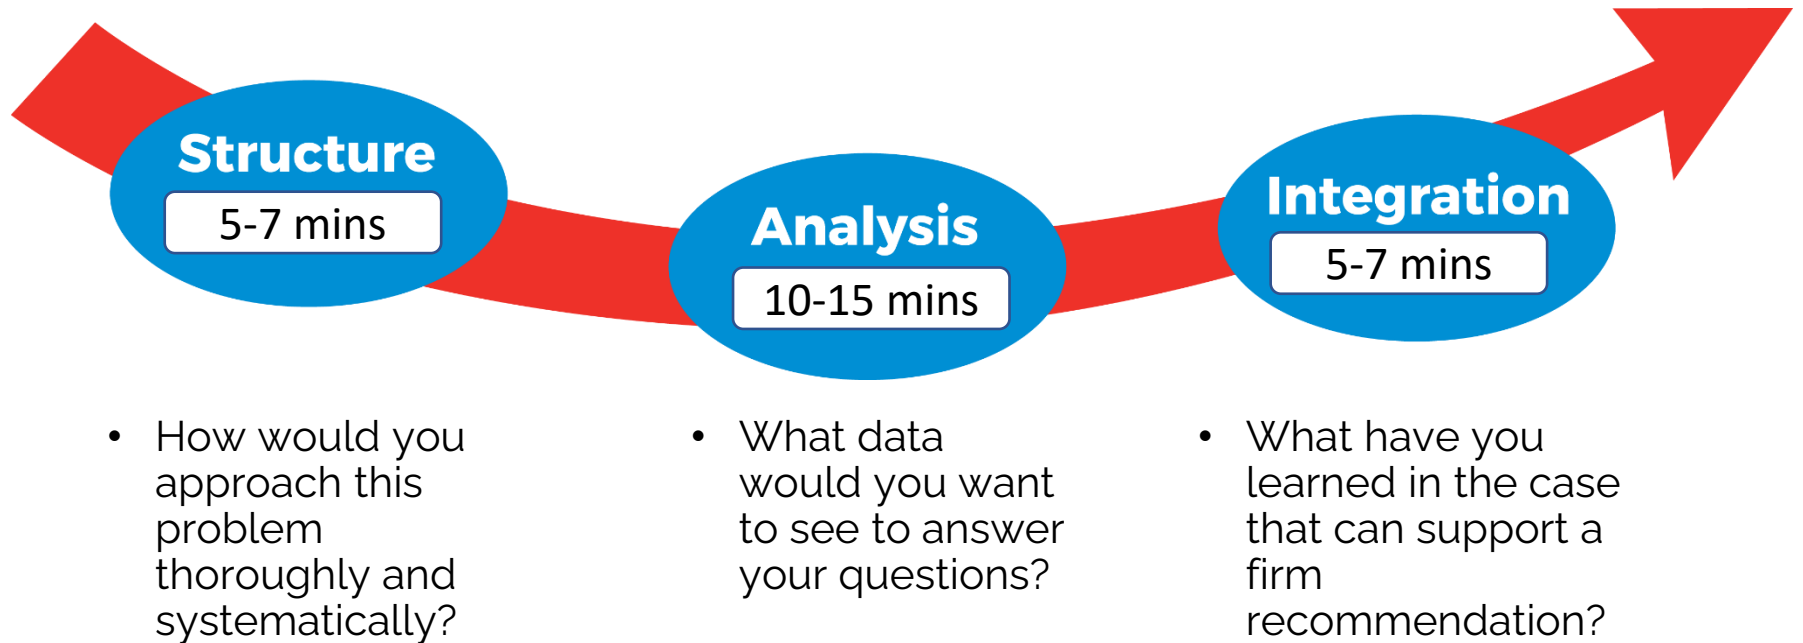 Structure
5-7 mins
Analysis
10-15 mins
Integration
5-7 mins
• How would you
approach this
problem
thoroughly and
systematically?
• What data
would you want
to see to answer
your questions?
• What have you
learned in the case
that can support a
firm
recommendation?